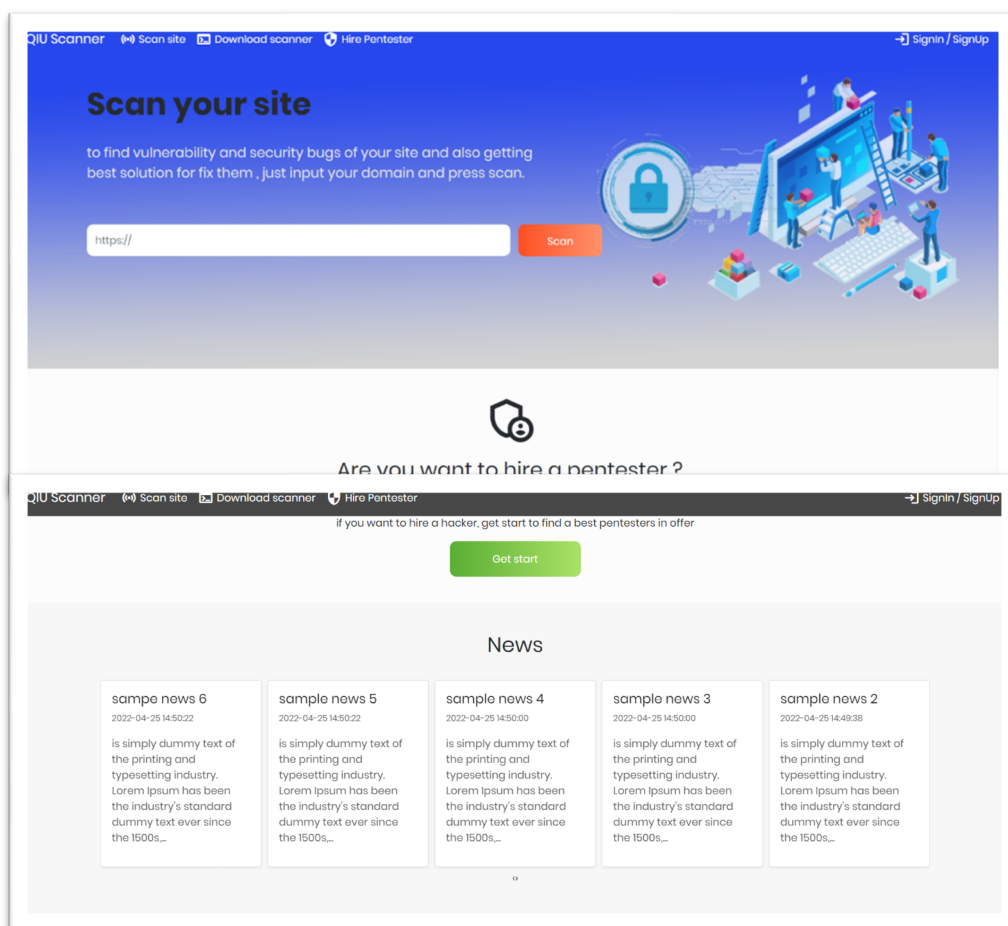 QIU Scanner Scan site Download scanner Hire Pentester SignIn / SignUp
Scan your site
to find vulnerability and security bugs of your site and also getting
best solution for fix them , just input your domain and press scan.
https://
Scan
Are you want to hire a pentester ?
QIU Scanner Scan site Download scanner Hire Pentester SignIn / SignUp
if you want to hire a hacker, get start to find a best pentesters in offer
Get start
News
sampe news 6
2022-04-25 14:50:22
is simply dummy text of
the printing and
typesetting industry.
Lorem Ipsum has been
the industry's standard
dummy text ever since
the 1500s,...
sample news 5
2022-04-25 14:50:22
is simply dummy text of
the printing and
typesetting industry.
Lorem Ipsum has been
the industry's standard
dummy text ever since
the 1500s,...
sample news 4
2022-04-25 14:50:00
is simply dummy text of
the printing and
typesetting industry.
Lorem Ipsum has been
the industry's standard
dummy text ever since
the 1500s,...
sample news 3
2022-04-25 14:50:00
is simply dummy text of
the printing and
typesetting industry.
Lorem Ipsum has been
the industry's standard
dummy text ever since
the 1500s,...
sample news 2
2022-04-25 14:49:38
is simply dummy text of
the printing and
typesetting industry.
Lorem Ipsum has been
the industry's standard
dummy text ever since
the 1500s,...
‹›